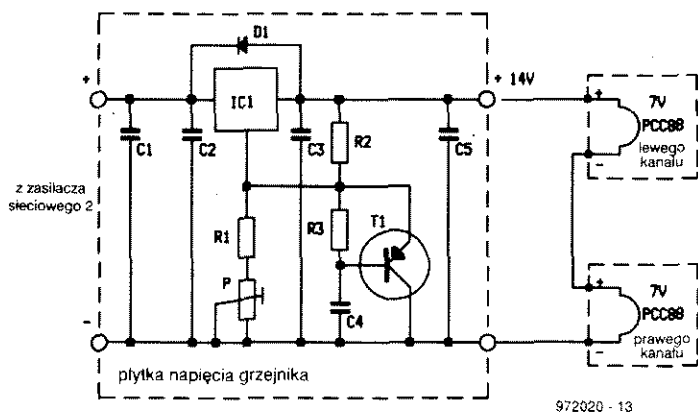 D1
+
IC1
+ 14V
+
7V
PCC88
lewego
kanału
−
C1
C2
C3
R2
C5
z zasilacza
sieciowego 2
R1
R3
T1
P
C4
−
płytka napięcia grzejnika
+
7V
PCC88
prawego
kanału
−
972020 - 13